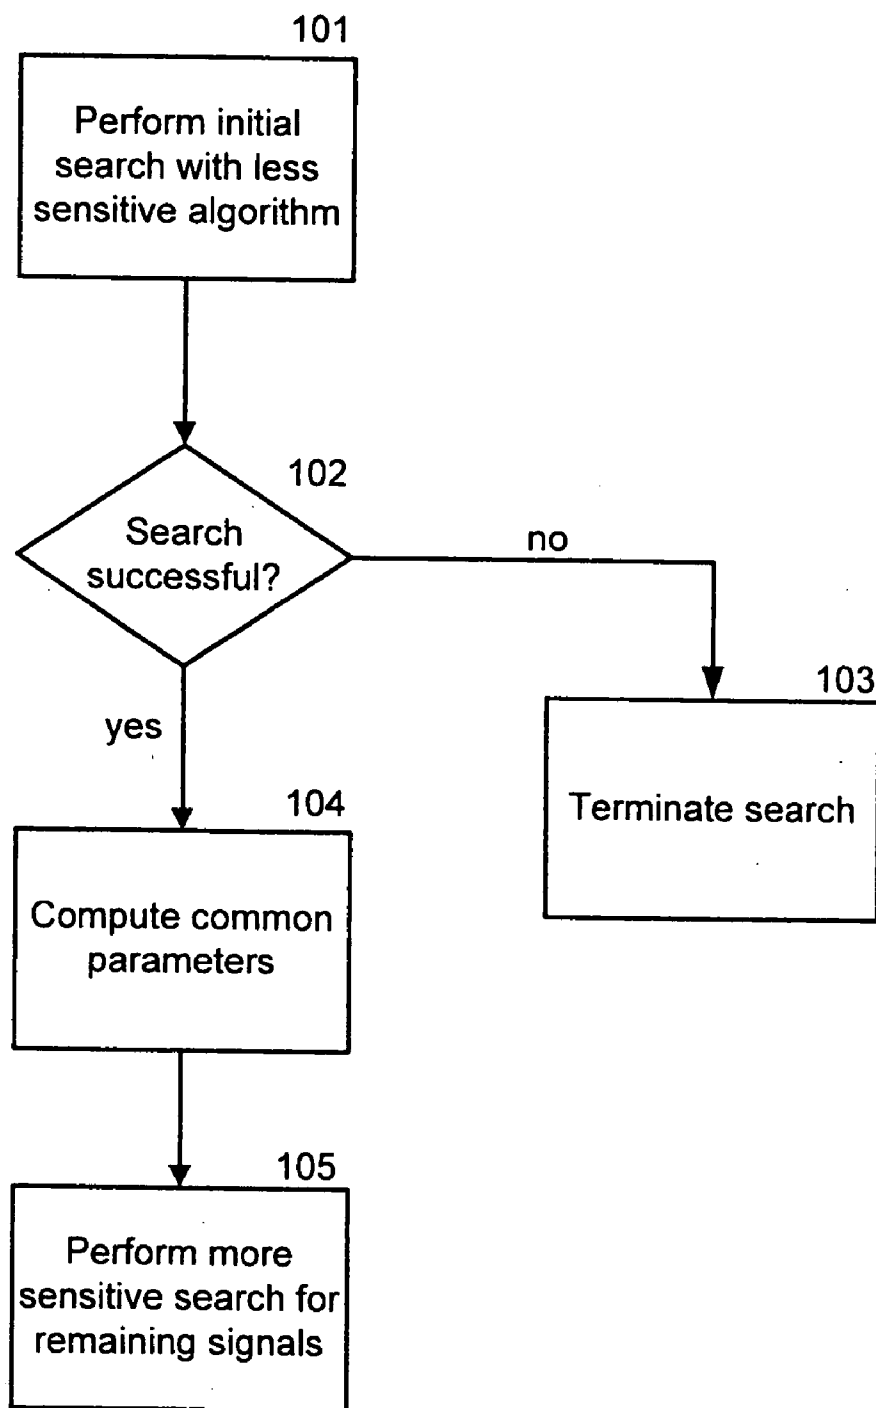 101
Perform initial
search with less
sensitive algorithm
102
Search
successful?
no
yes
103
Terminate search
104
Compute common
parameters
105
Perform more
sensitive search for
remaining signals